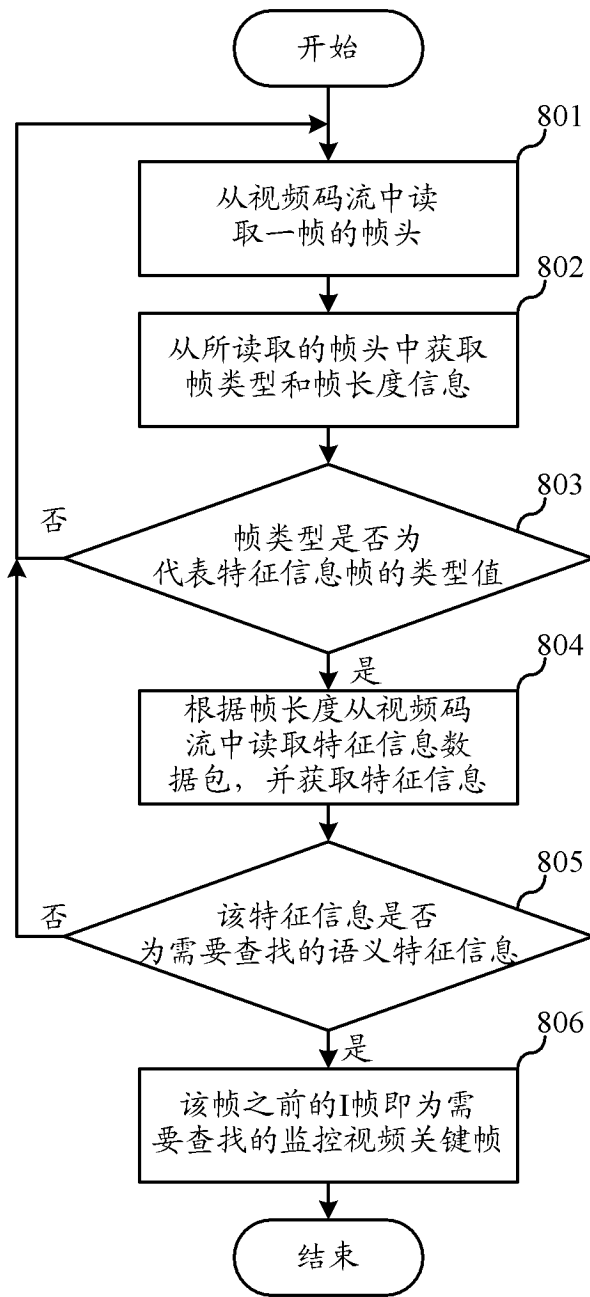 开始
801
从视频码流中读
取一帧的帧头
802
从所读取的帧头中获取
帧类型和帧长度信息
803
否
帧类型是否为
代表特征信息帧的类型值
是
804
根据帧长度从视频码
流中读取特征信息数
据包，并获取特征信息
805
否
该特征信息是否
为需要查找的语义特征信息
是
806
该帧之前的I帧即为需
要查找的监控视频关键帧
结束